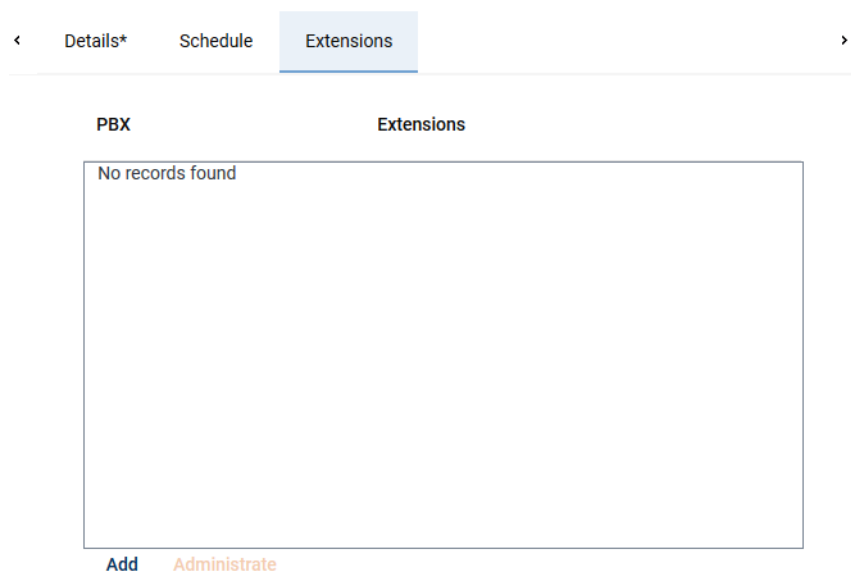 Details* Schedule Extensions
PBX Extensions
No records found
Add Administrate